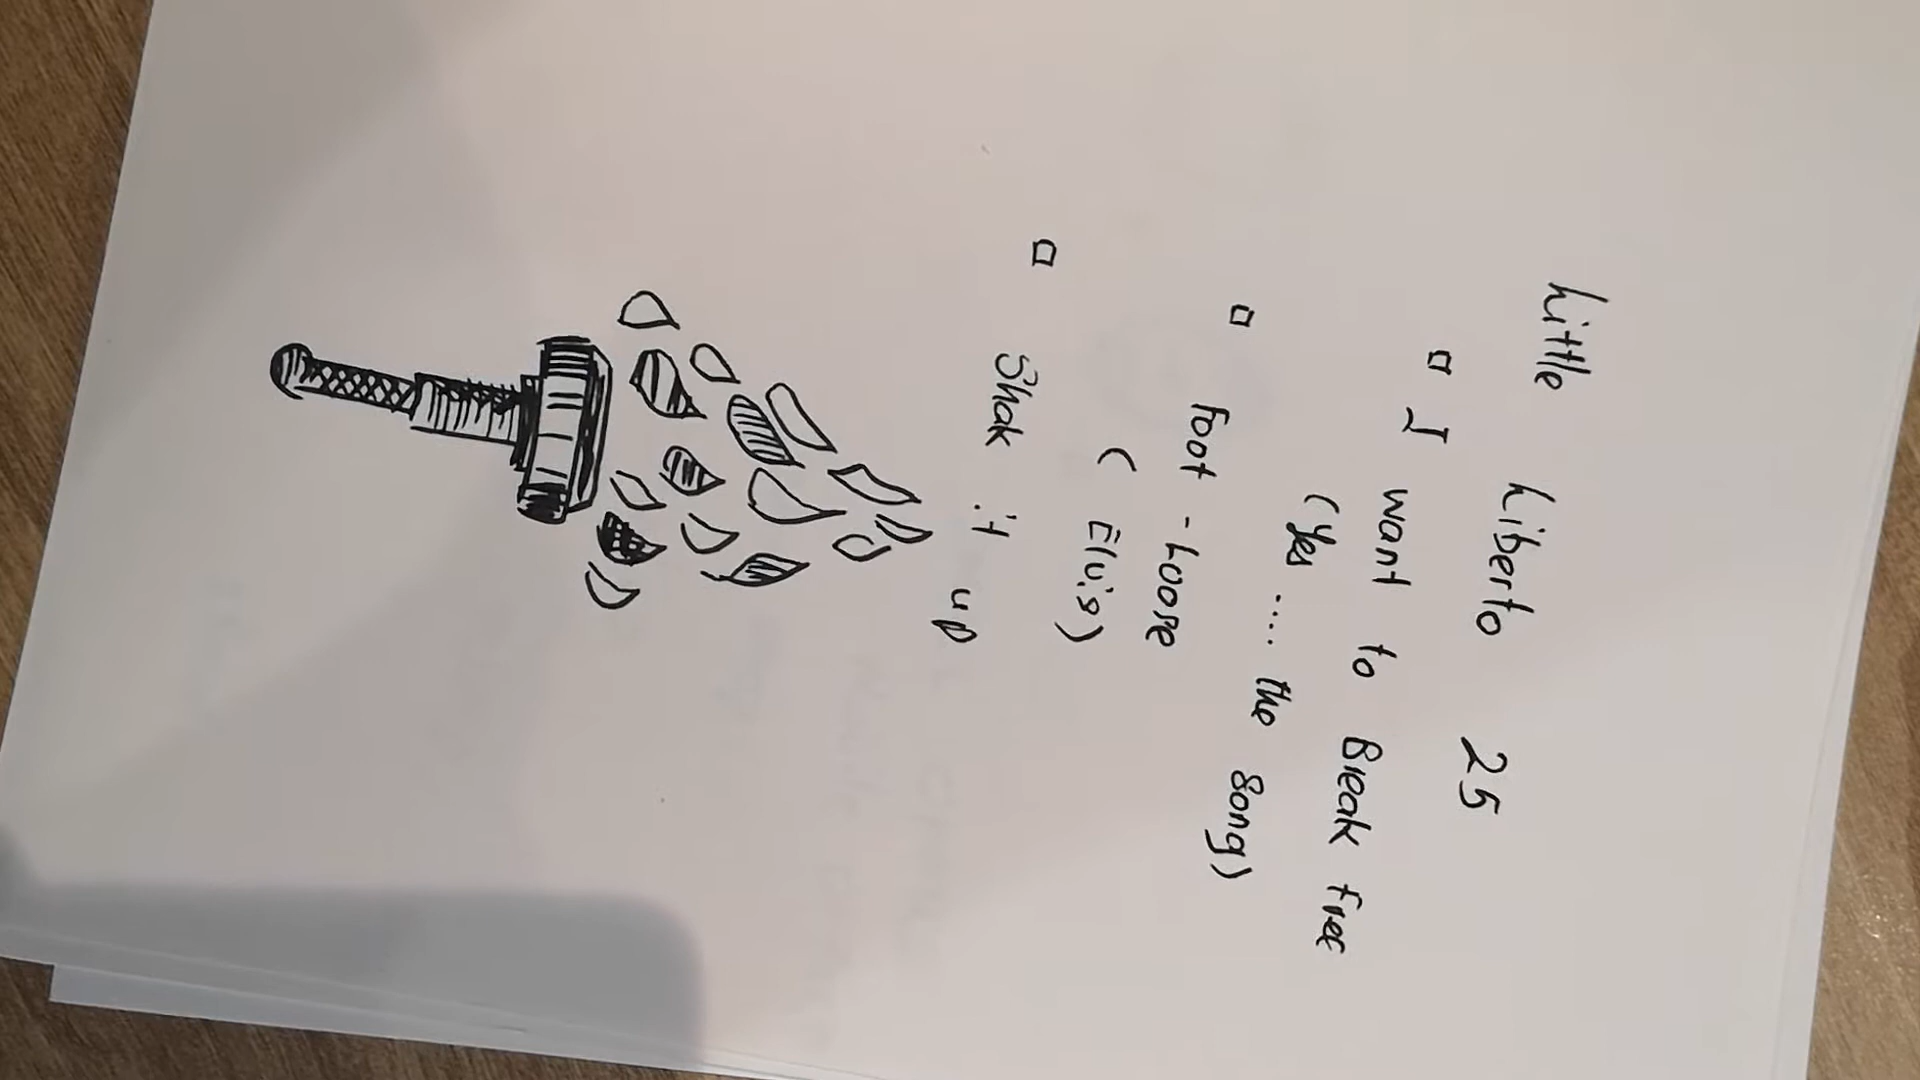 Little Liberto 25
□ I want to Break free
(Yes .... the song)
□ foot - Loose
( Elvis)
□ Shak it up